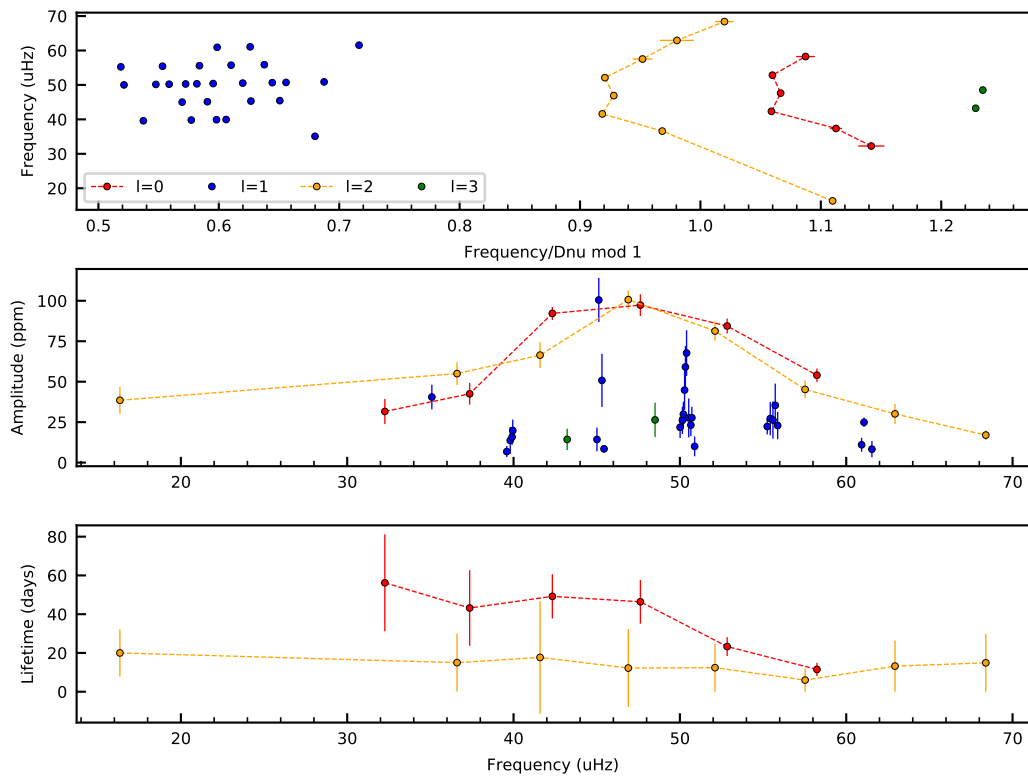 70
60
50
40
30
20
Frequency (uHz)
l=0 l=1 l=2 l=3
0.5 0.6 0.7 0.8 0.9 1.0 1.1 1.2
Frequency/Dnu mod 1
100
75
50
25
0
Amplitude (ppm)
20 30 40 50 60 70
80
60
40
20
0
Lifetime (days)
20 30 40 50 60 70
Frequency (uHz)